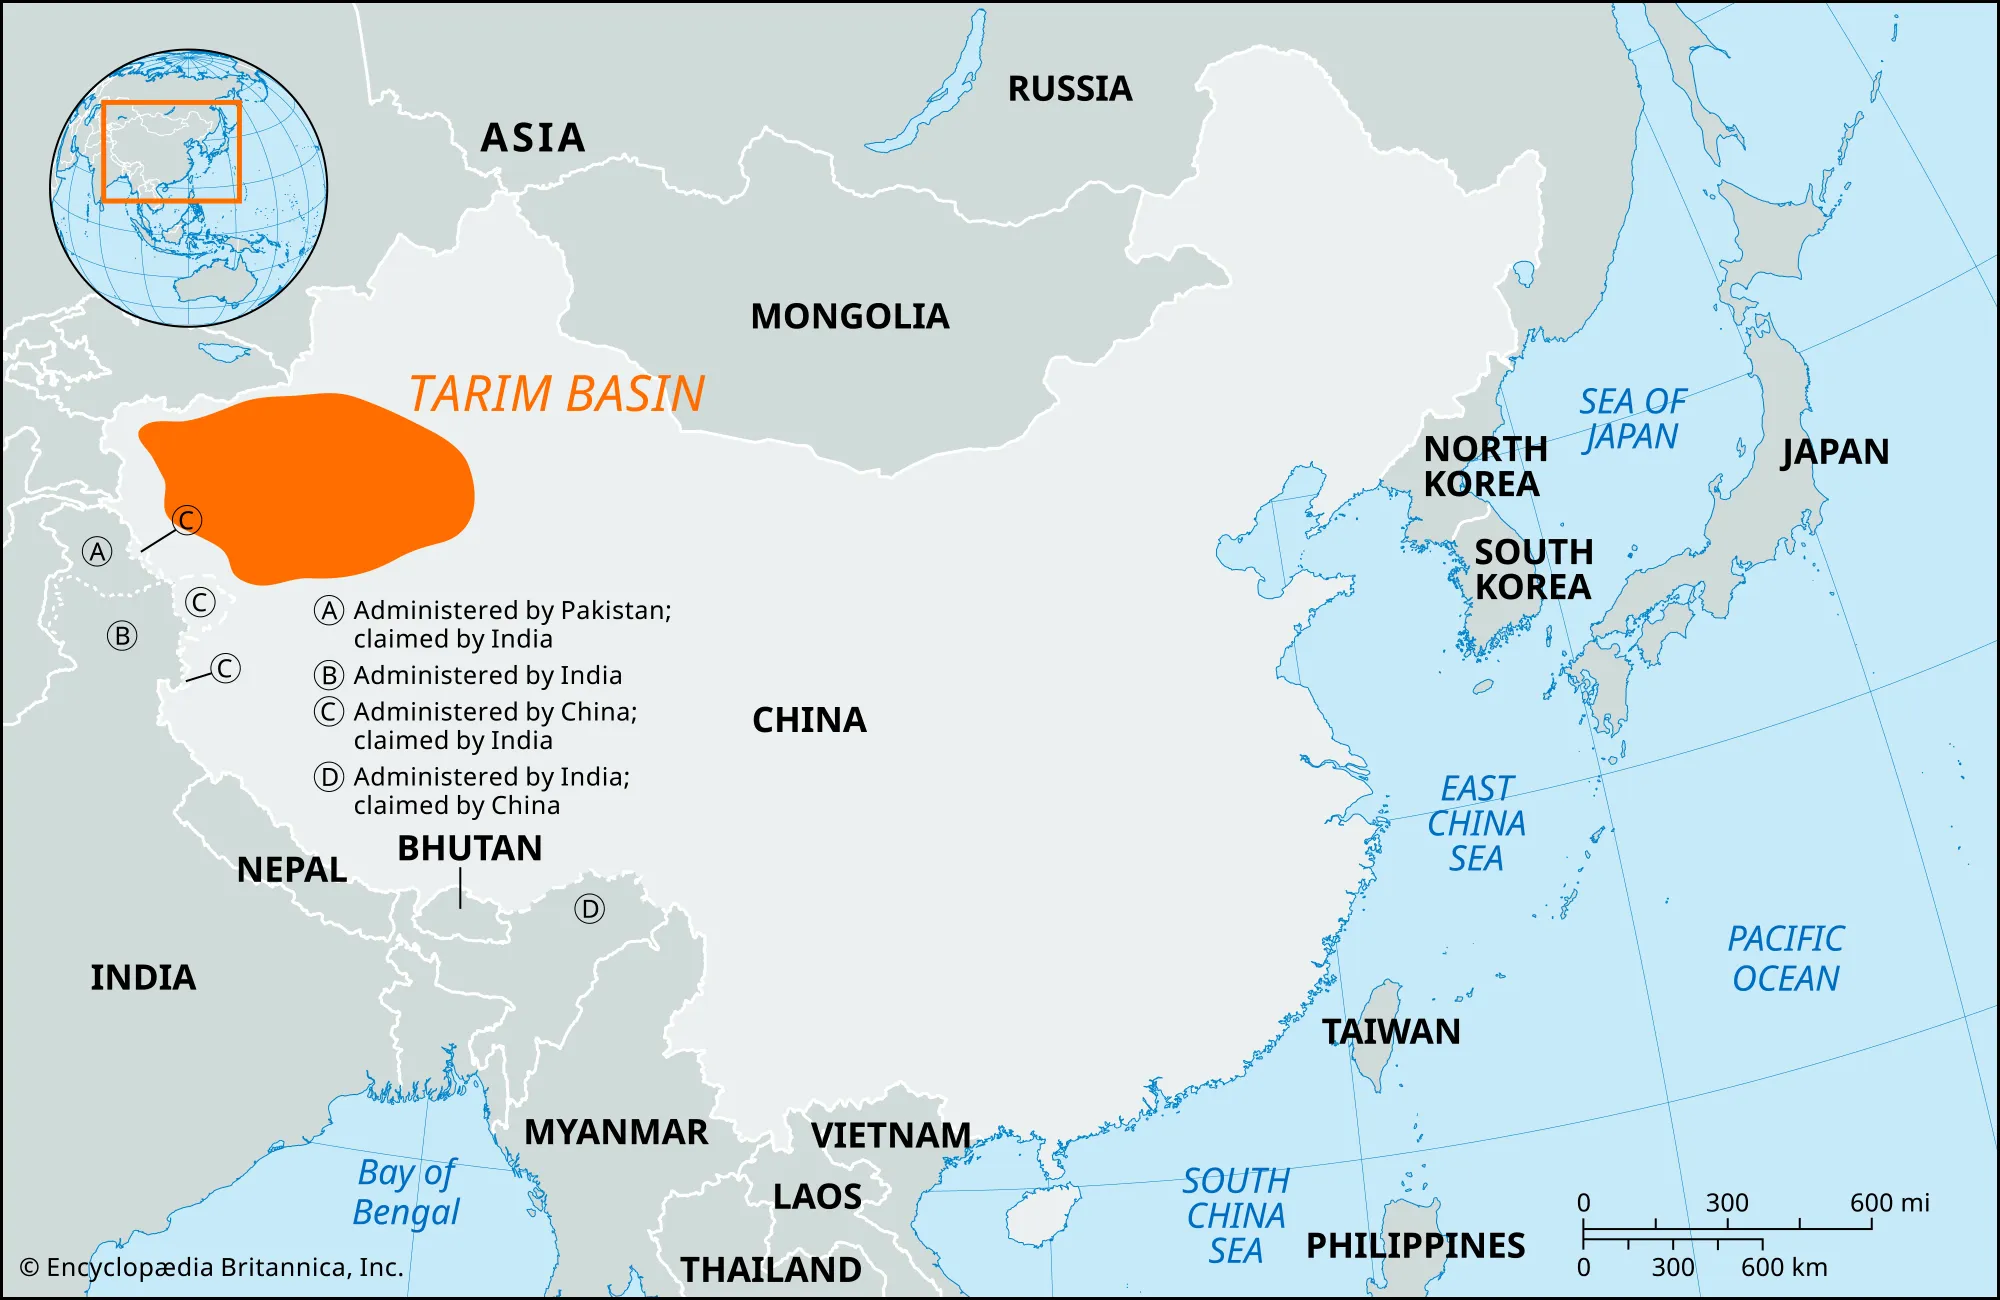 RUSSIA
ASIA
MONGOLIA
TARIM BASIN
SEA OF
JAPAN
NORTH
KOREA
JAPAN
SOUTH
KOREA
C
A
C
B
C
A Administered by Pakistan;
claimed by India
B Administered by India
C Administered by China;
claimed by India
D Administered by India;
claimed by China
CHINA
EAST
CHINA
SEA
BHUTAN
NEPAL
D
PACIFIC
OCEAN
INDIA
TAIWAN
MYANMAR
VIETNAM
Bay of
Bengal
LAOS
SOUTH
CHINA
SEA
PHILIPPINES
THAILAND
0 300 600 mi
0 300 600 km
© Encyclopædia Britannica, Inc.